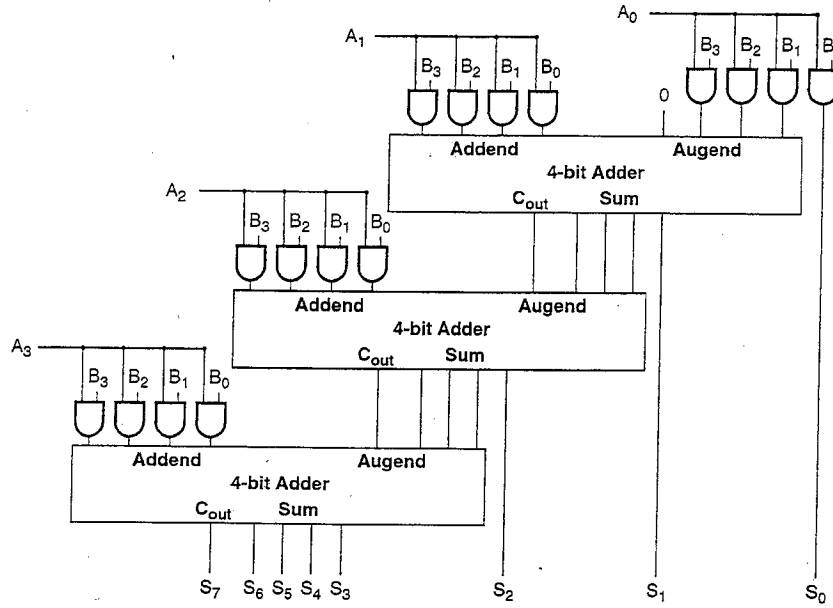 A0
A1
B3 B2 B1 B
B3 B2 B1 B0
0
Addend Augend
4-bit Adder
Cout Sum
A2
B3 B2 B1 B0
Addend Augend
4-bit Adder
Cout Sum
A3
B3 B2 B1 B0
Addend Augend
4-bit Adder
Cout Sum
S7 S6 S5 S4 S3 S2 S1 S0